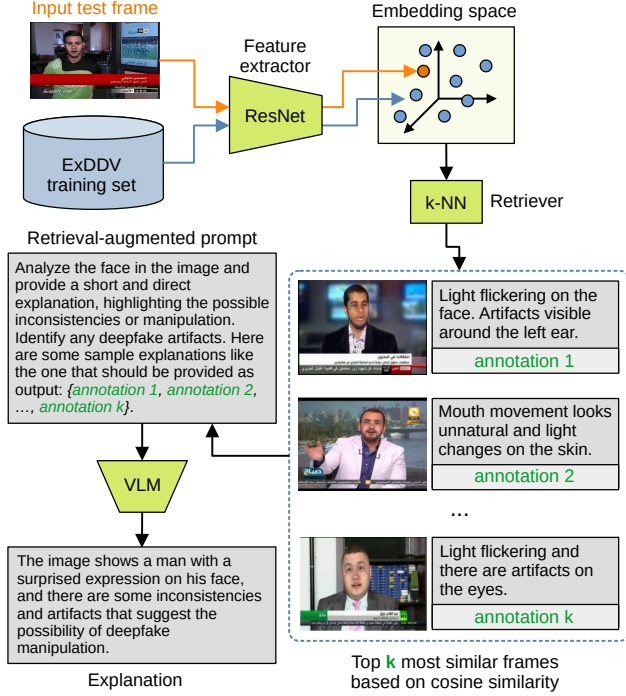 Input test frame
Embedding space
Feature
extractor
ResNet
ExDDV
training set
k-NN
Retriever
Retrieval-augmented prompt
Analyze the face in the image and
provide a short and direct
explanation, highlighting the possible
inconsistencies or manipulation.
Identify any deepfake artifacts. Here
are some sample explanations like
the one that should be provided as
output: {annotation 1, annotation 2,
…, annotation k}.
VLM
The image shows a man with a
surprised expression on his face,
and there are some inconsistencies
and artifacts that suggest the
possibility of deepfake
manipulation.
Explanation
Light flickering on the
face. Artifacts visible
around the left ear.
annotation 1
Mouth movement looks
unnatural and light
changes on the skin.
annotation 2
صباح
...
Light flickering and
there are artifacts on
the eyes.
annotation k
Top k most similar frames
based on cosine similarity